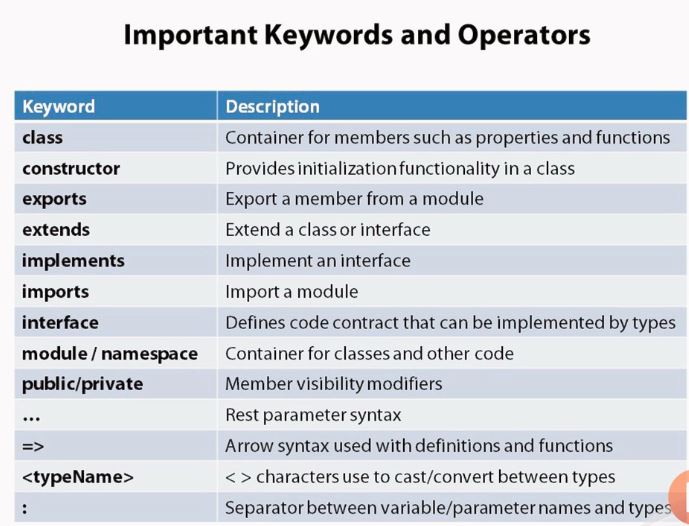 Important Keywords and Operators
Keyword Description
class Container for members such as properties and functions
constructor Provides initialization functionality in a class
exports Export a member from a module
extends Extend a class or interface
implements Implement an interface
imports Import a module
interface Defines code contract that can be implemented by types
module / namespace Container for classes and other code
public/private Member visibility modifiers
... Rest parameter syntax
=> Arrow syntax used with definitions and functions
<typeName> < > characters use to cast/convert between types
: Separator between variable/parameter names and types